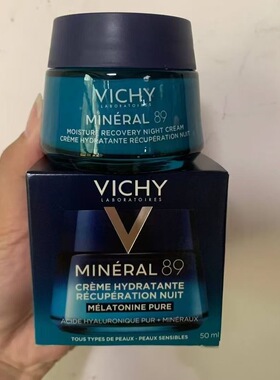 VICHY
LABORATOIRES
MINÉRAL 89
MOISTURE RECOVERY NIGHT CREAM
CRÈME HYDRATANTE RÉCUPÉRATION NUIT
VICHY
LABORATOIRES
MINÉRAL 89
CRÈME HYDRATANTE
RÉCUPÉRATION NUIT
MÉLATONINE PURE
ACIDE HYALURONIQUE PUR + MINÉRAUX
50 ml
TOUS TYPES DE PEAUX - PEAUX SENSIBLES